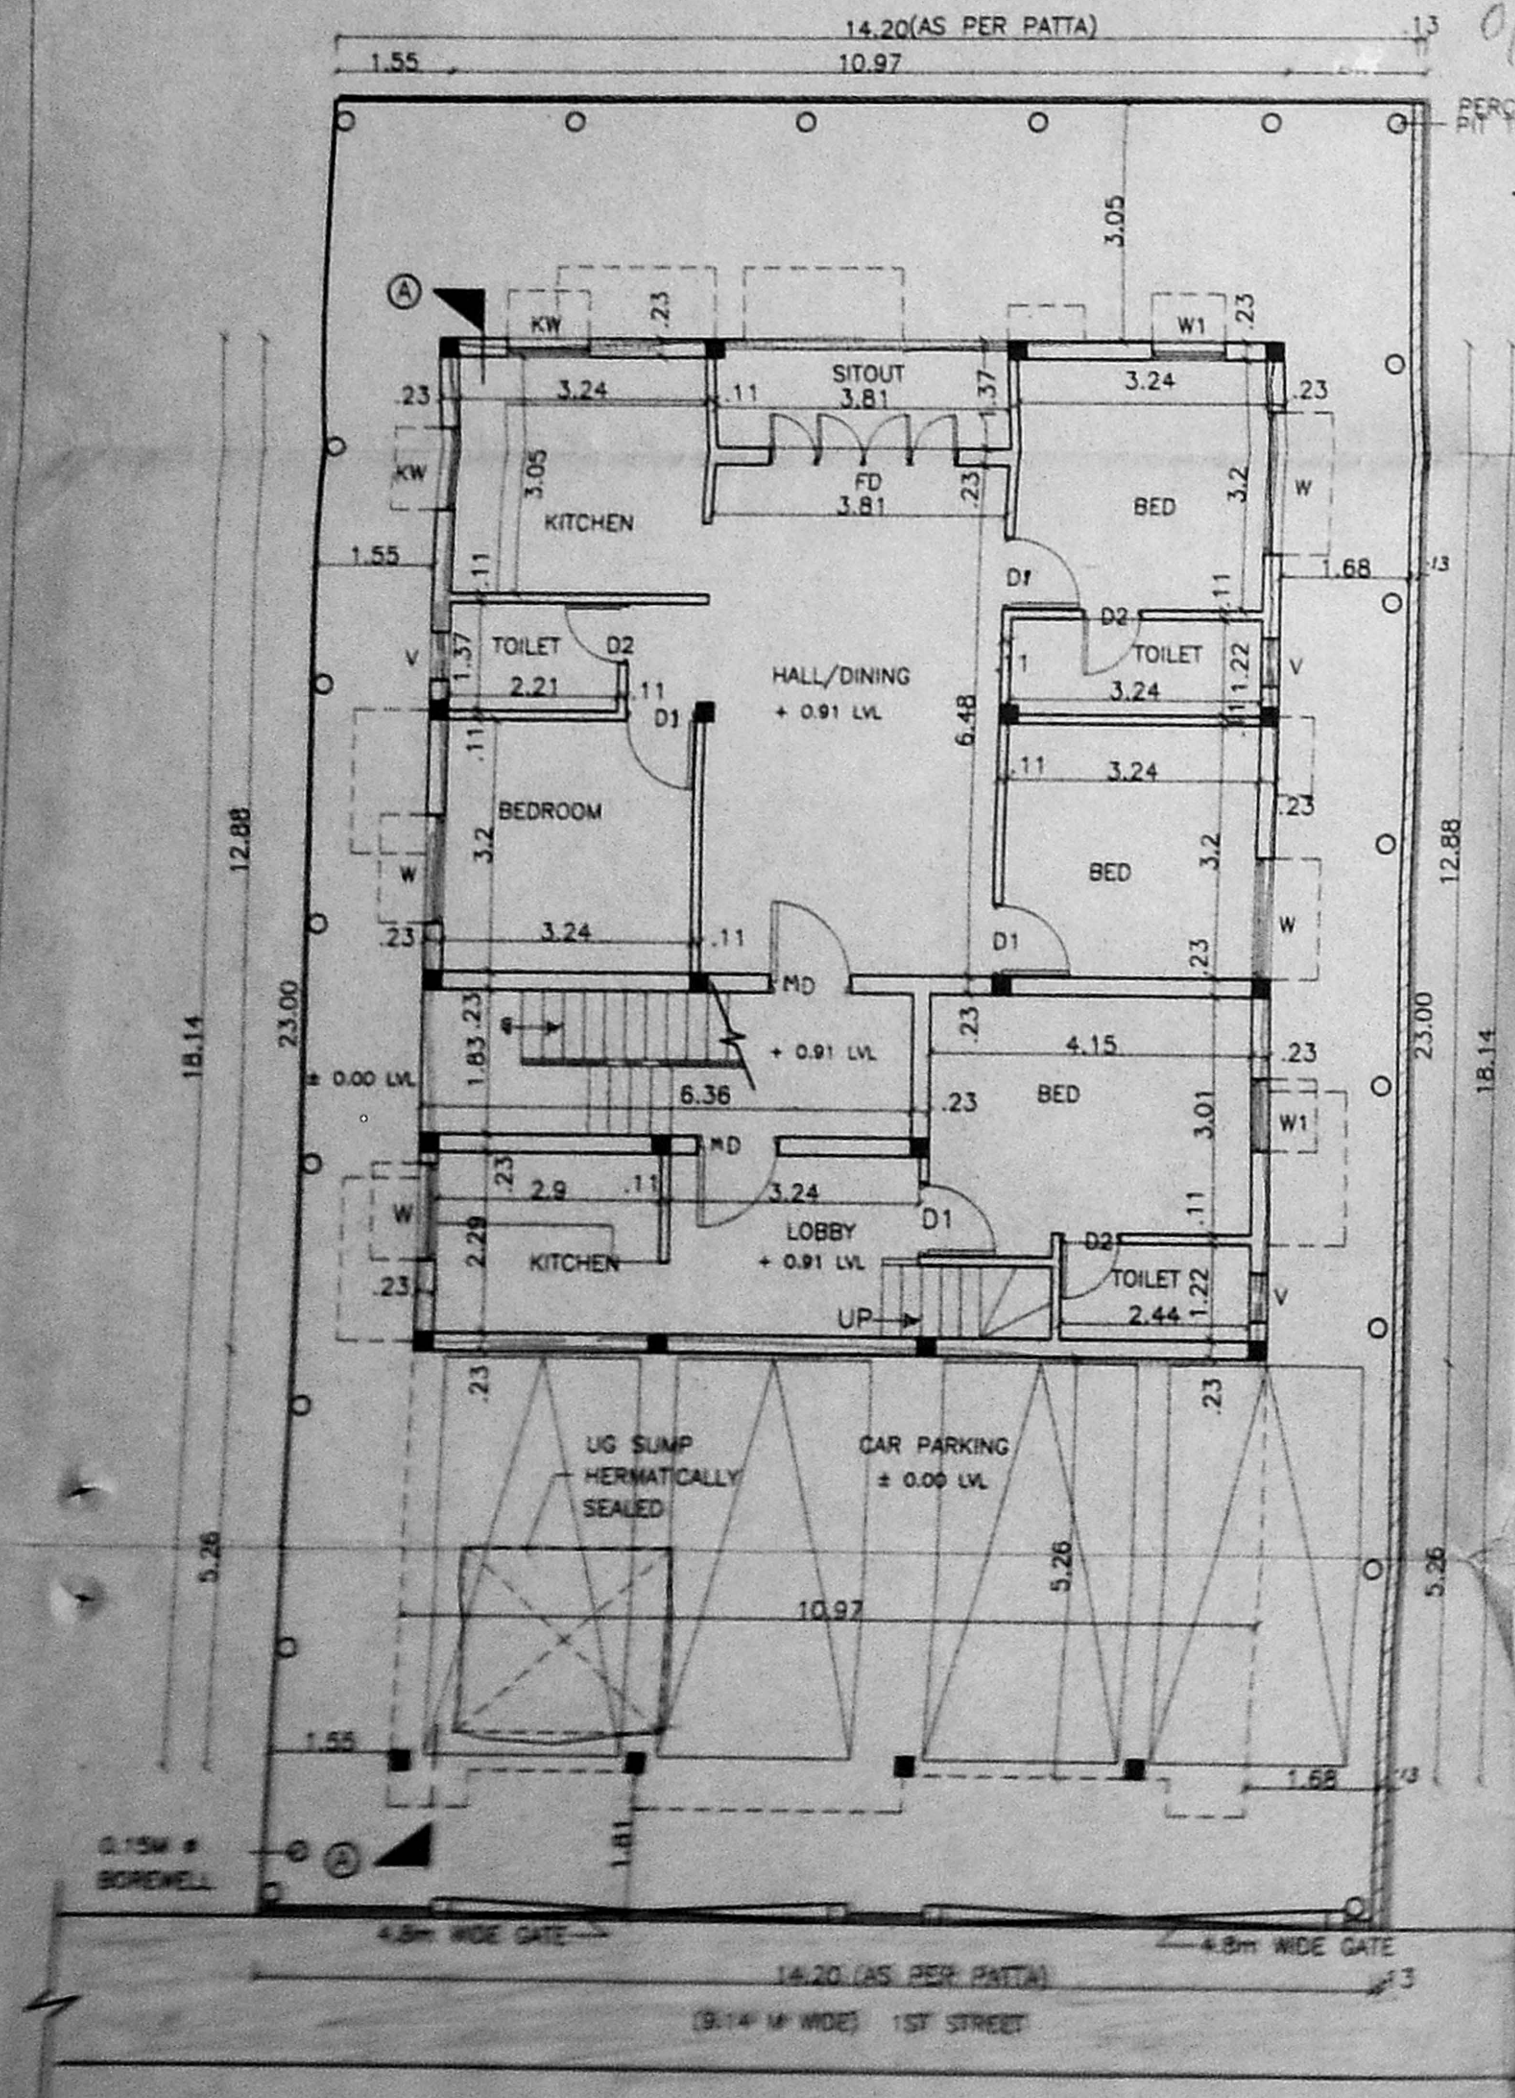 14.20(AS PER PATTA) .13
1.55 10.97
3.05
A
KW .23 W1 .23
SITOUT
.23 3.24 .11 3.81 1.37 3.24 .23
KW 3.05 FD .23 3.2 W
3.81
KITCHEN BED
1.55 .11 D1 .11 1.68 .13
D2
V 1.37 TOILET D2 .11 TOILET 1.22 V
2.21 .11 HALL/DINING 3.24
D1 + 0.91 LVL 6.48 .11
.11 .11 3.24
BEDROOM .23
12.88 3.2 3.2 12.88
W BED
.23 3.24 .11 D1 .23 W
MD
18.14 23.00 .23 .23 23.00 18.14
1.83 + 0.91 LVL 4.15 .23
± 0.00 LVL
6.36 .23 BED 3.01 W1
MD
.23 2.9 .11 3.24 .11
W LOBBY D1
2.29 KITCHEN + 0.91 LVL D2
.23 TOILET 1.22 V
UP 2.44
.23 .23
UG SUMP CAR PARKING
HERMATICALLY ± 0.00 LVL
SEALED
5.26 5.26 5.26
10.97
1.55 1.68 .13
1.81
0.15M
BOREWELL A
4.8m WIDE GATE 4.8m WIDE GATE
14.20 (AS PER PATTA) .13
(9.14 M WIDE) 1ST STREET